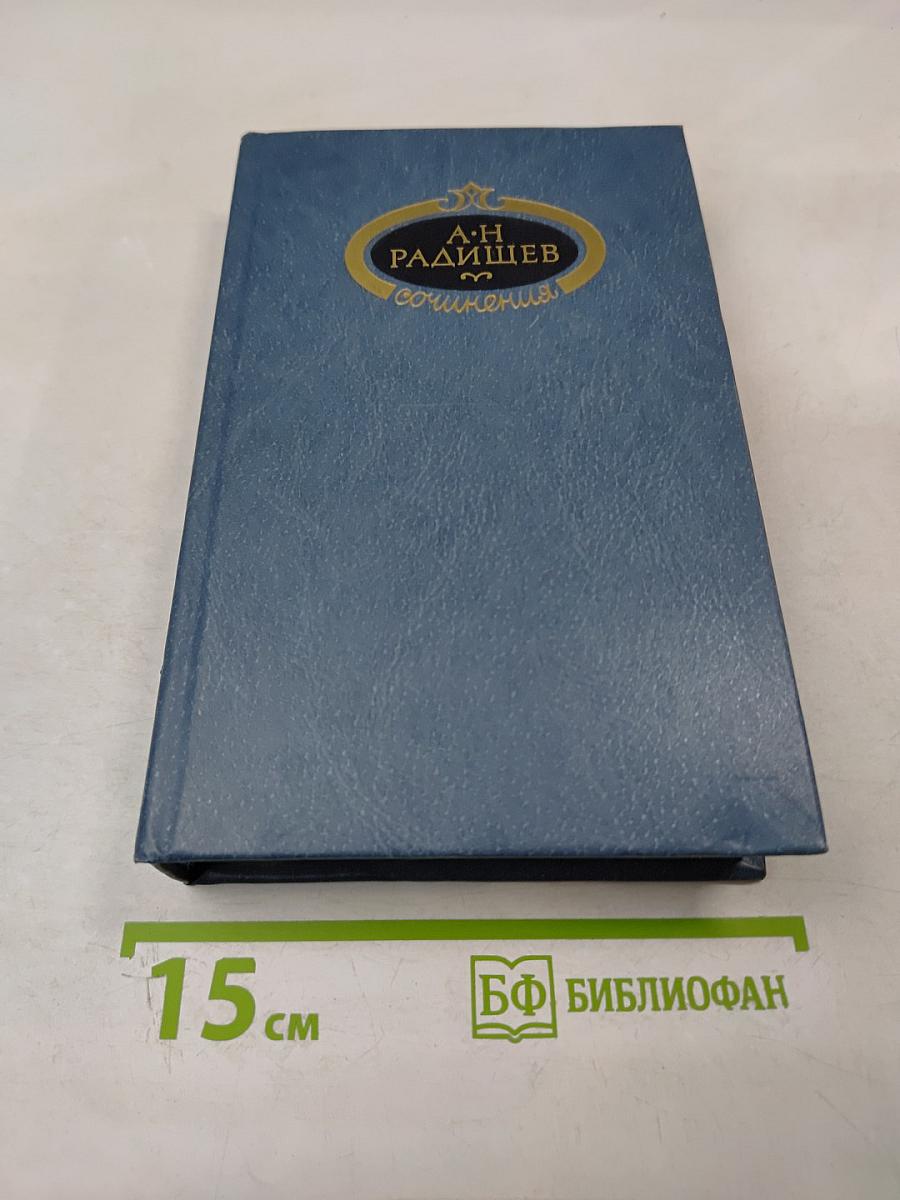 А·Н
РАДИЩЕВ
сочинения
15 см
БФ БИБЛИОФАН